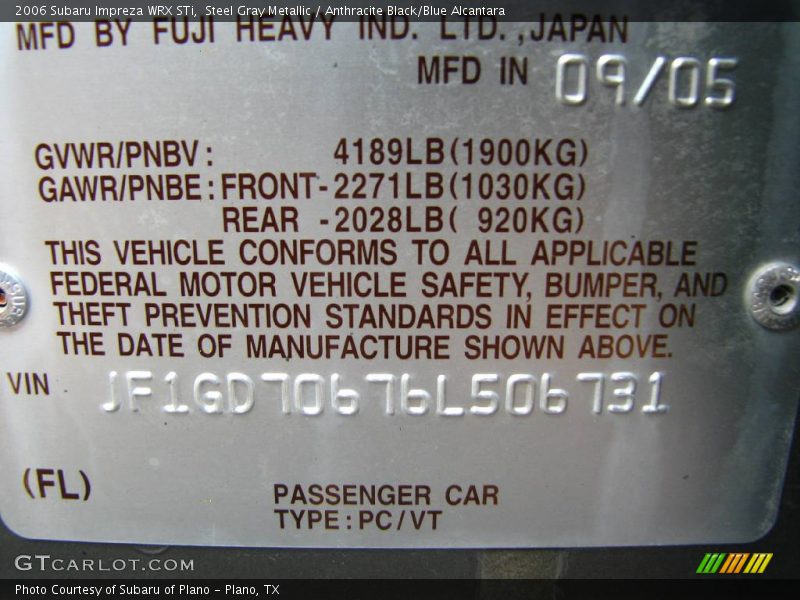 2006 Subaru Impreza WRX STi, Steel Gray Metallic / Anthracite Black/Blue Alcantara
MFD BY FUJI HEAVY IND. LTD., JAPAN
MFD IN 09/05
GVWR/PNBV: 4189LB(1900KG)
GAWR/PNBE: FRONT-2271LB(1030KG)
REAR -2028LB( 920KG)
THIS VEHICLE CONFORMS TO ALL APPLICABLE
FEDERAL MOTOR VEHICLE SAFETY, BUMPER, AND
THEFT PREVENTION STANDARDS IN EFFECT ON
THE DATE OF MANUFACTURE SHOWN ABOVE.
VIN JF1GD70676L506731
(FL)
PASSENGER CAR
TYPE: PC/VT
GTCARLOT.COM
Photo Courtesy of Subaru of Plano - Plano, TX